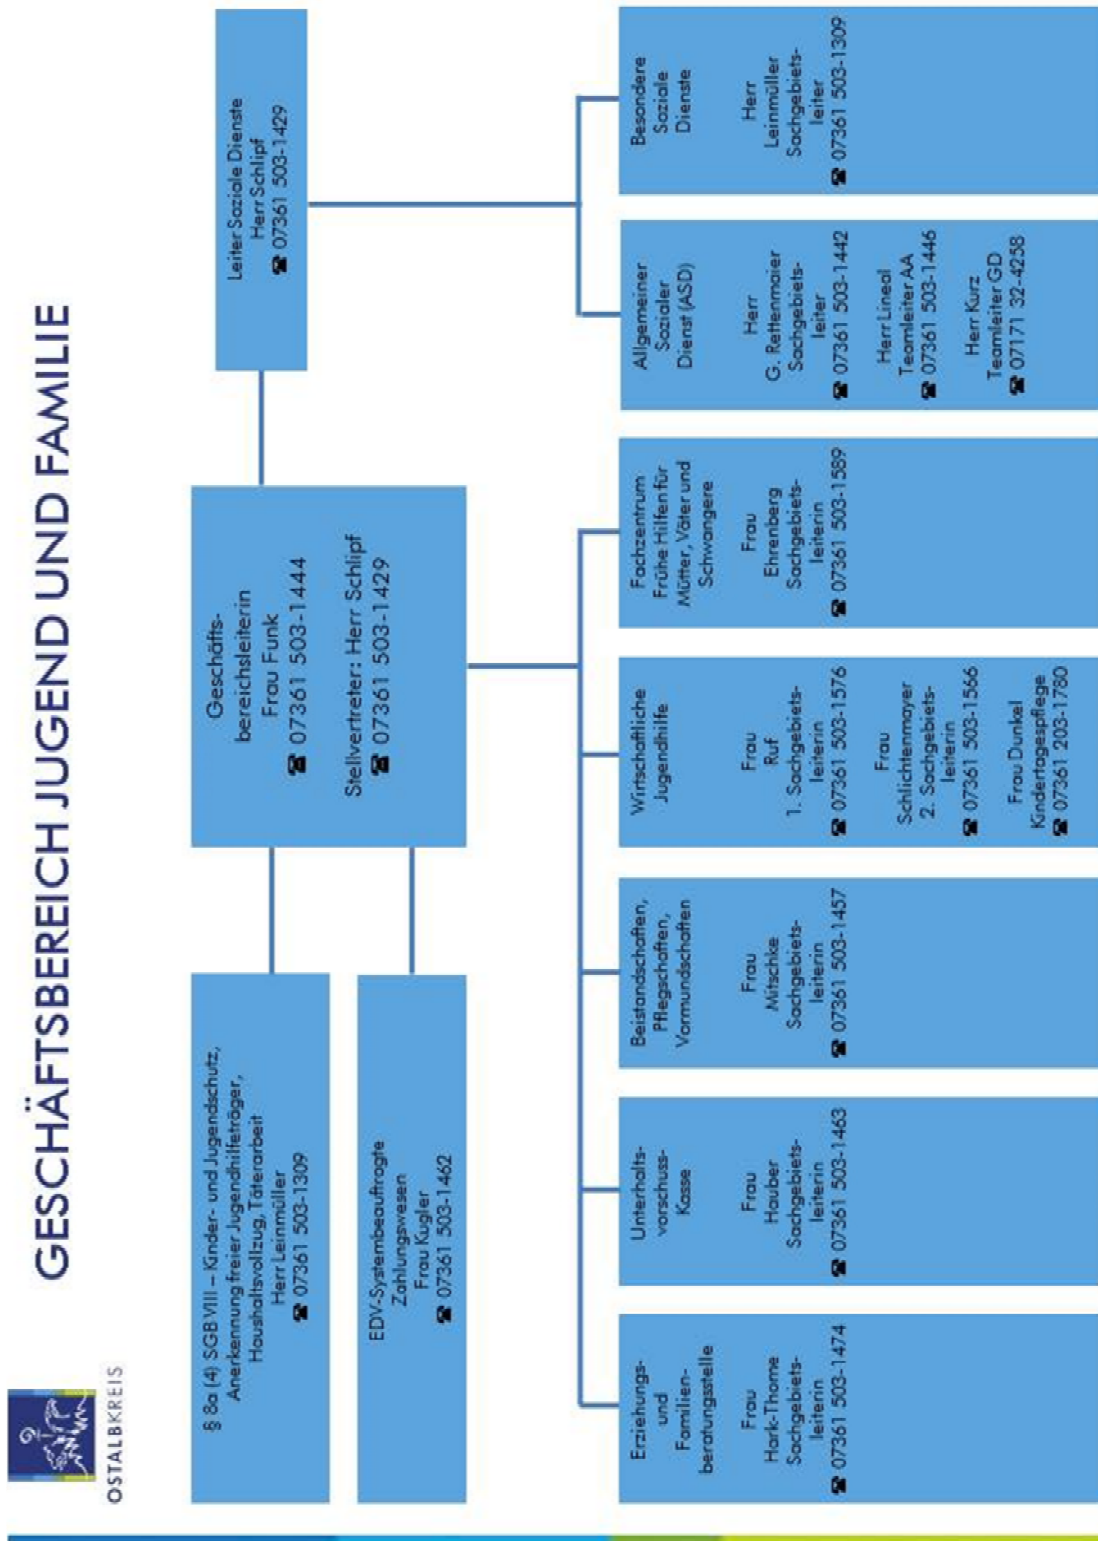 GESCHÄFTSBEREICH JUGEND UND FAMILIE
OSTALBKREIS
§ 8a (4) SGB VIII – Kinder- und Jugendschutz,
Anerkennung freier Jugendhilfeträger,
Haushaltsvollzug, Täterarbeit
Herr Leinmüller
☎ 07361 503-1309
EDV-Systembeauftragte
Zahlungswesen
Frau Kugler
☎ 07361 503-1462
Geschäfts-
bereichsleiterin
Frau Funk
☎ 07361 503-1444
Stellvertreter: Herr Schlipf
☎ 07361 503-1429
Leiter Soziale Dienste
Herr Schlipf
☎ 07361 503-1429
Erziehungs-
und
Familien-
beratungsstelle
Frau
Hark-Thome
Sachgebiets-
leiterin
☎ 07361 503-1474
Unterhalts-
vorschuss-
Kasse
Frau
Hauber
Sachgebiets-
leiterin
☎ 07361 503-1463
Beistandschaften,
Pflegschaften,
Vormundschaften
Frau
Mitschke
Sachgebiets-
leiterin
☎ 07361 503-1457
Wirtschaftliche
Jugendhilfe
Frau
Ruf
1. Sachgebiets-
leiterin
☎ 07361 503-1576
Frau
Schlichtenmayer
2. Sachgebiets-
leiterin
☎ 07361 503-1566
Frau Dunkel
Kindertagespflege
☎ 07361 203-1780
Fachzentrum
Frühe Hilfen für
Mütter, Väter und
Schwangere
Frau
Ehrenberg
Sachgebiets-
leiterin
☎ 07361 503-1589
Allgemeiner
Sozialer
Dienst (ASD)
Herr
G. Rettenmaier
Sachgebiets-
leiter
☎ 07361 503-1442
Herr Lineal
Teamleiter AA
☎ 07361 503-1446
Herr Kurz
Teamleiter GD
☎ 07171 32-4258
Besondere
Soziale
Dienste
Herr
Leinmüller
Sachgebiets-
leiter
☎ 07361 503-1309